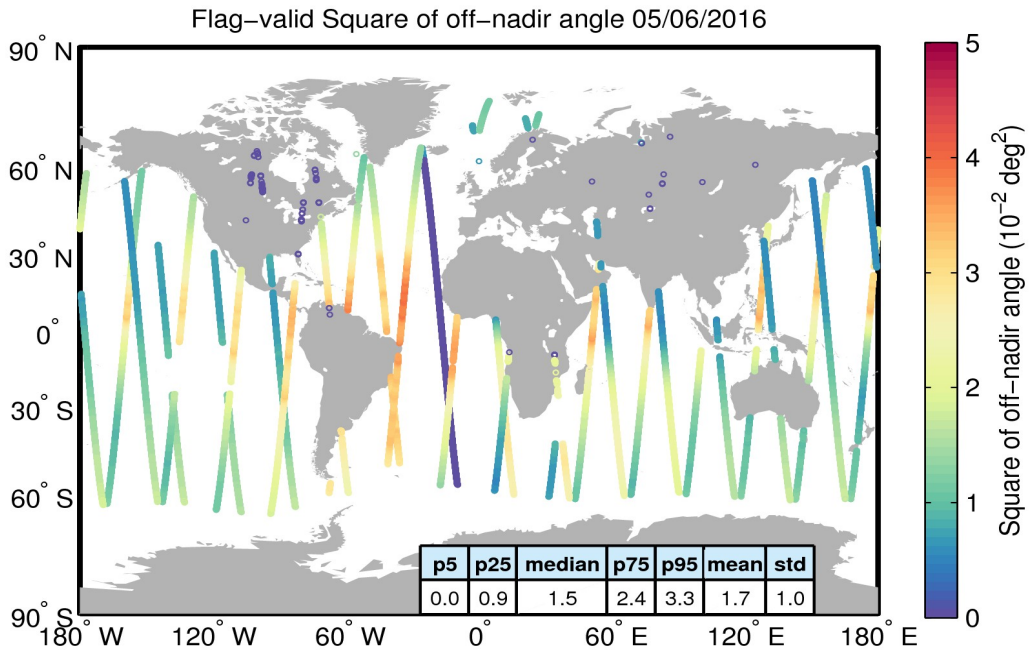 Flag−valid Square of off−nadir angle 05/06/2016
90° N
60° N
30° N
0°
30° S
60° S
90° S
180° W
120° W
60° W
0°
60° E
120° E
180° E
p5 p25 median p75 p95 mean std
0.0 0.9 1.5 2.4 3.3 1.7 1.0
5
4
3
2
1
0
Square of off−nadir angle (10⁻² deg²)